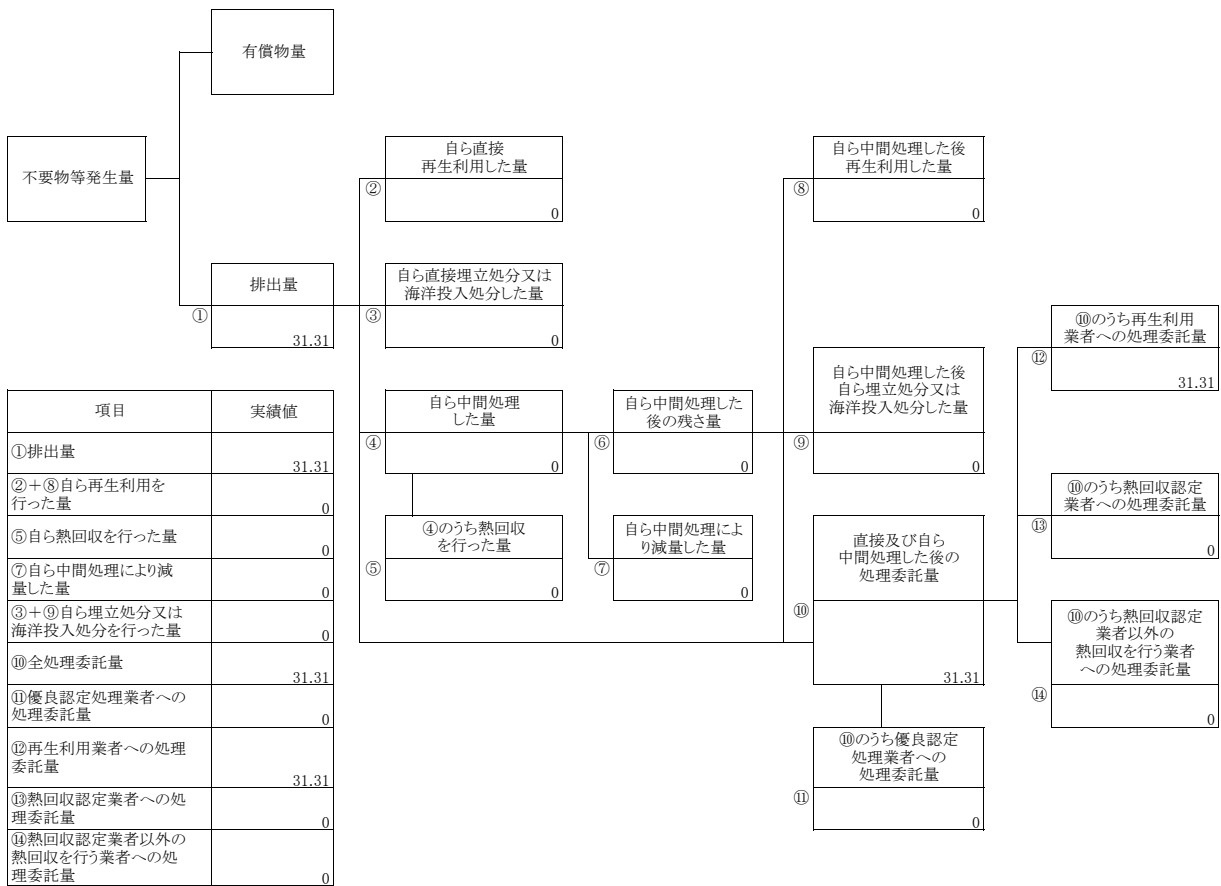 有償物量
不要物等発生量
排出量
①
31.31
自ら直接
再生利用した量
②
0
自ら直接埋立処分又は
海洋投入処分した量
③
0
自ら中間処理
した量
④
0
④のうち熱回収
を行った量
⑤
0
自ら中間処理した
後の残さ量
⑥
0
自ら中間処理によ
り減量した量
⑦
0
自ら中間処理した後
再生利用した量
⑧
0
自ら中間処理した後
自ら埋立処分又は
海洋投入処分した量
⑨
0
直接及び自ら
中間処理した後の
処理委託量
⑩
31.31
⑩のうち優良認定
処理業者への
処理委託量
⑪
0
⑩のうち再生利用
業者への処理委託量
⑫
31.31
⑩のうち熱回収認定
業者への処理委託量
⑬
0
⑩のうち熱回収認定
業者以外の
熱回収を行う業者
への処理委託量
⑭
0
項目 実績値
①排出量
31.31
②＋⑧自ら再生利用を
行った量
0
⑤自ら熱回収を行った量
0
⑦自ら中間処理により減
量した量
0
③＋⑨自ら埋立処分又は
海洋投入処分を行った量
0
⑩全処理委託量
31.31
⑪優良認定処理業者への
処理委託量
0
⑫再生利用業者への処理
委託量
31.31
⑬熱回収認定業者への処
理委託量
0
⑭熱回収認定業者以外の
熱回収を行う業者への処
理委託量
0